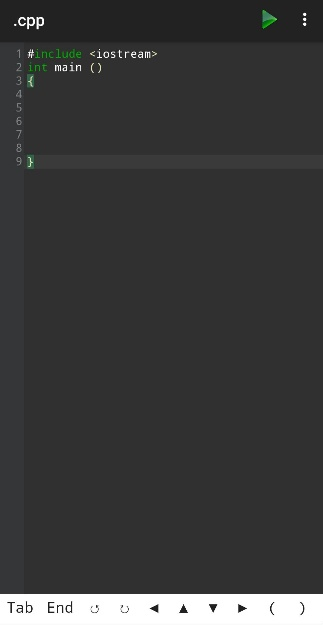 .cpp
1 #include <iostream>
2 int main ()
3 {
4
5
6
7
8
9 }
Tab End ↺ ↻ ◀ ▲ ▼ ▶ ( )